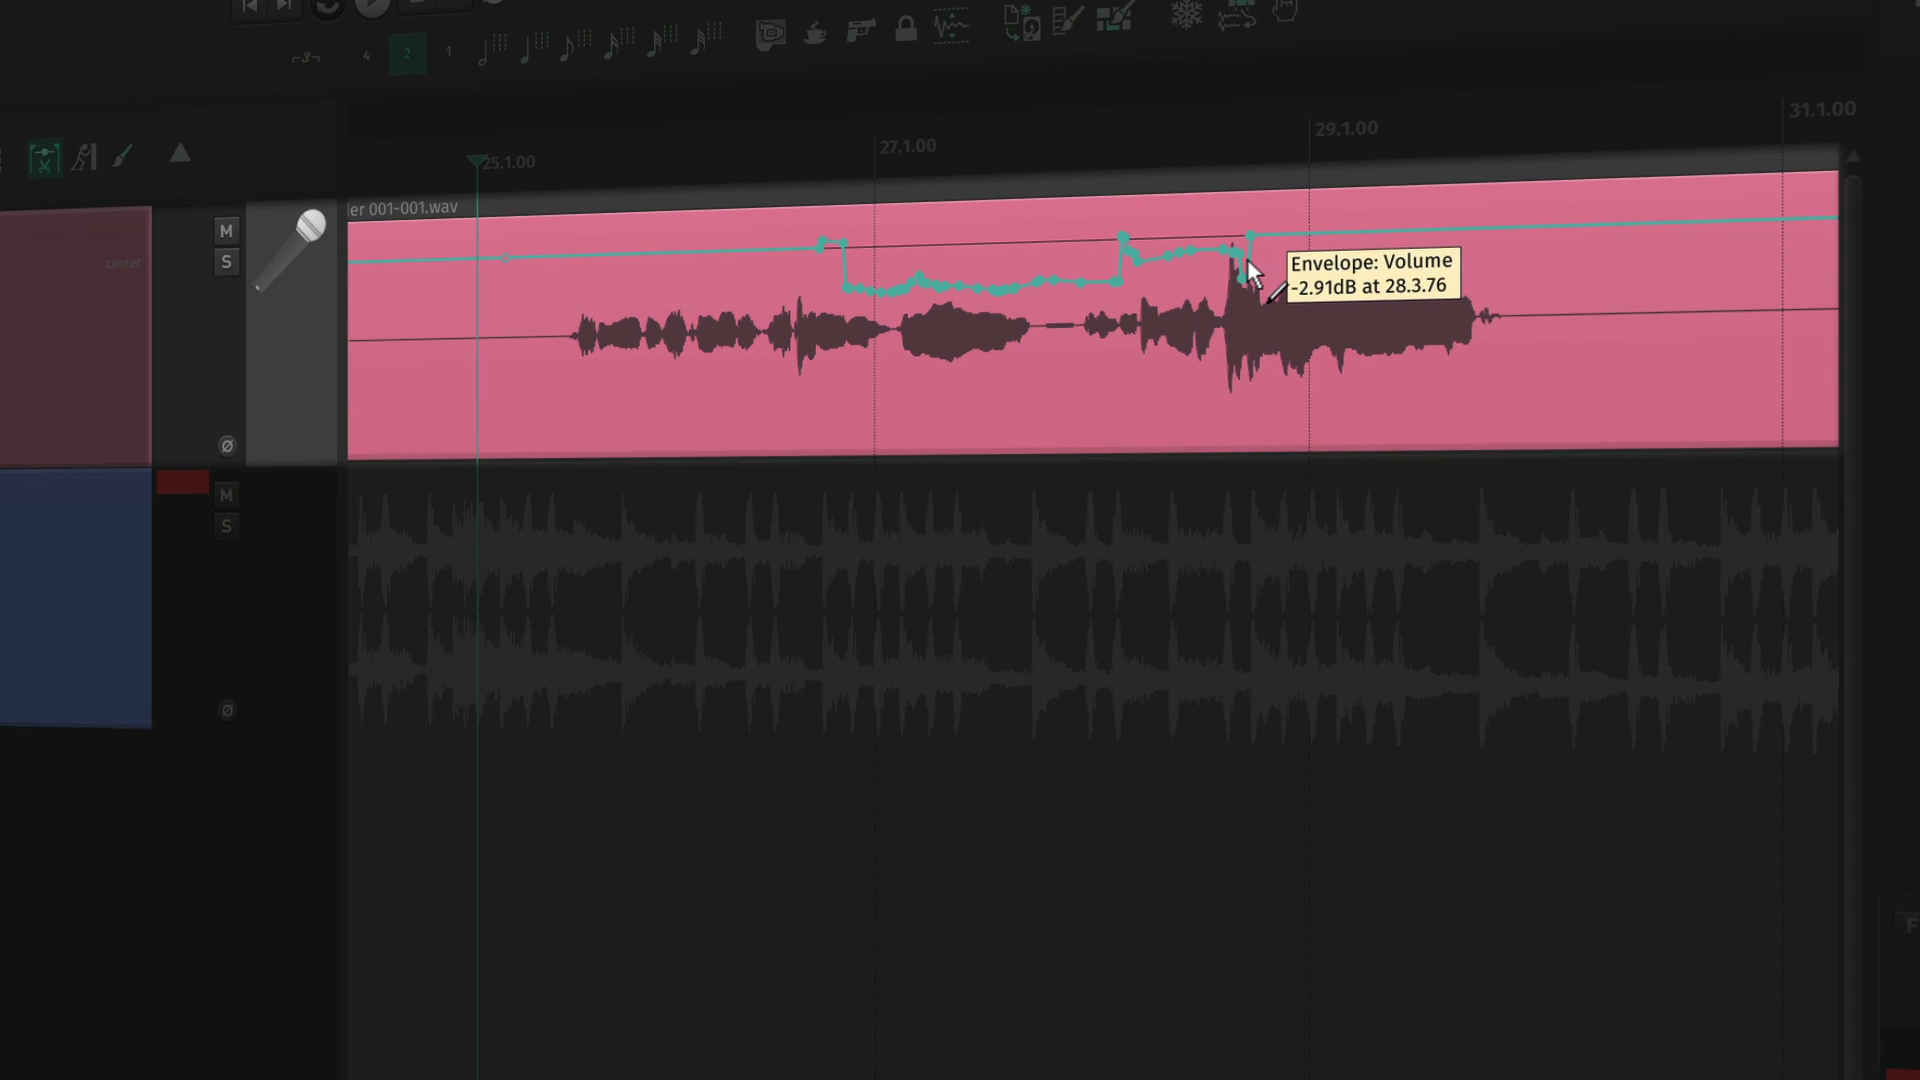 3
4
2
1
25.1.00
27.1.00
29.1.00
31.1.00
ler 001-001.wav
M
S
center
Envelope: Volume
-2.91dB at 28.3.76
Ø
M
S
Ø
F